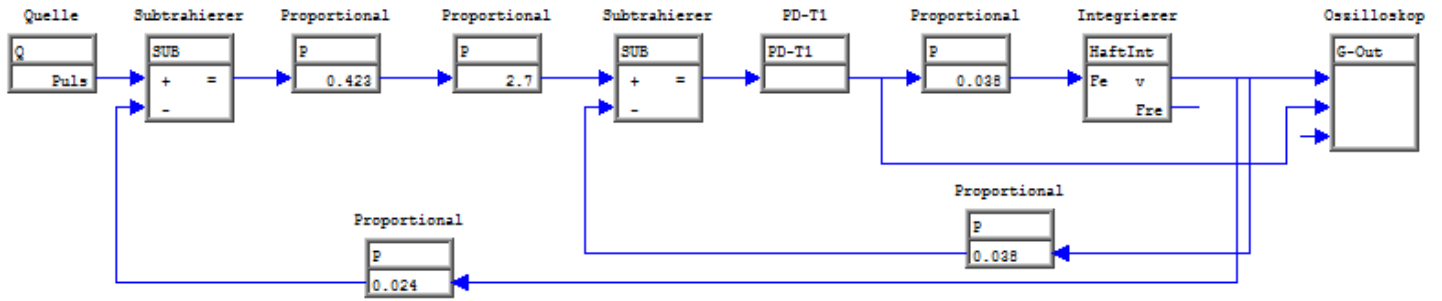 Quelle Subtrahierer Proportional Proportional Subtrahierer PD-T1 Proportional Integrierer Ossilloskop
Q SUB P P SUB PD-T1 P HaftInt G-Out
Puls + = 0.423 2.7 + = 0.038 Fe v
- - Fre
Proportional
P
0.038
Proportional
P
0.024